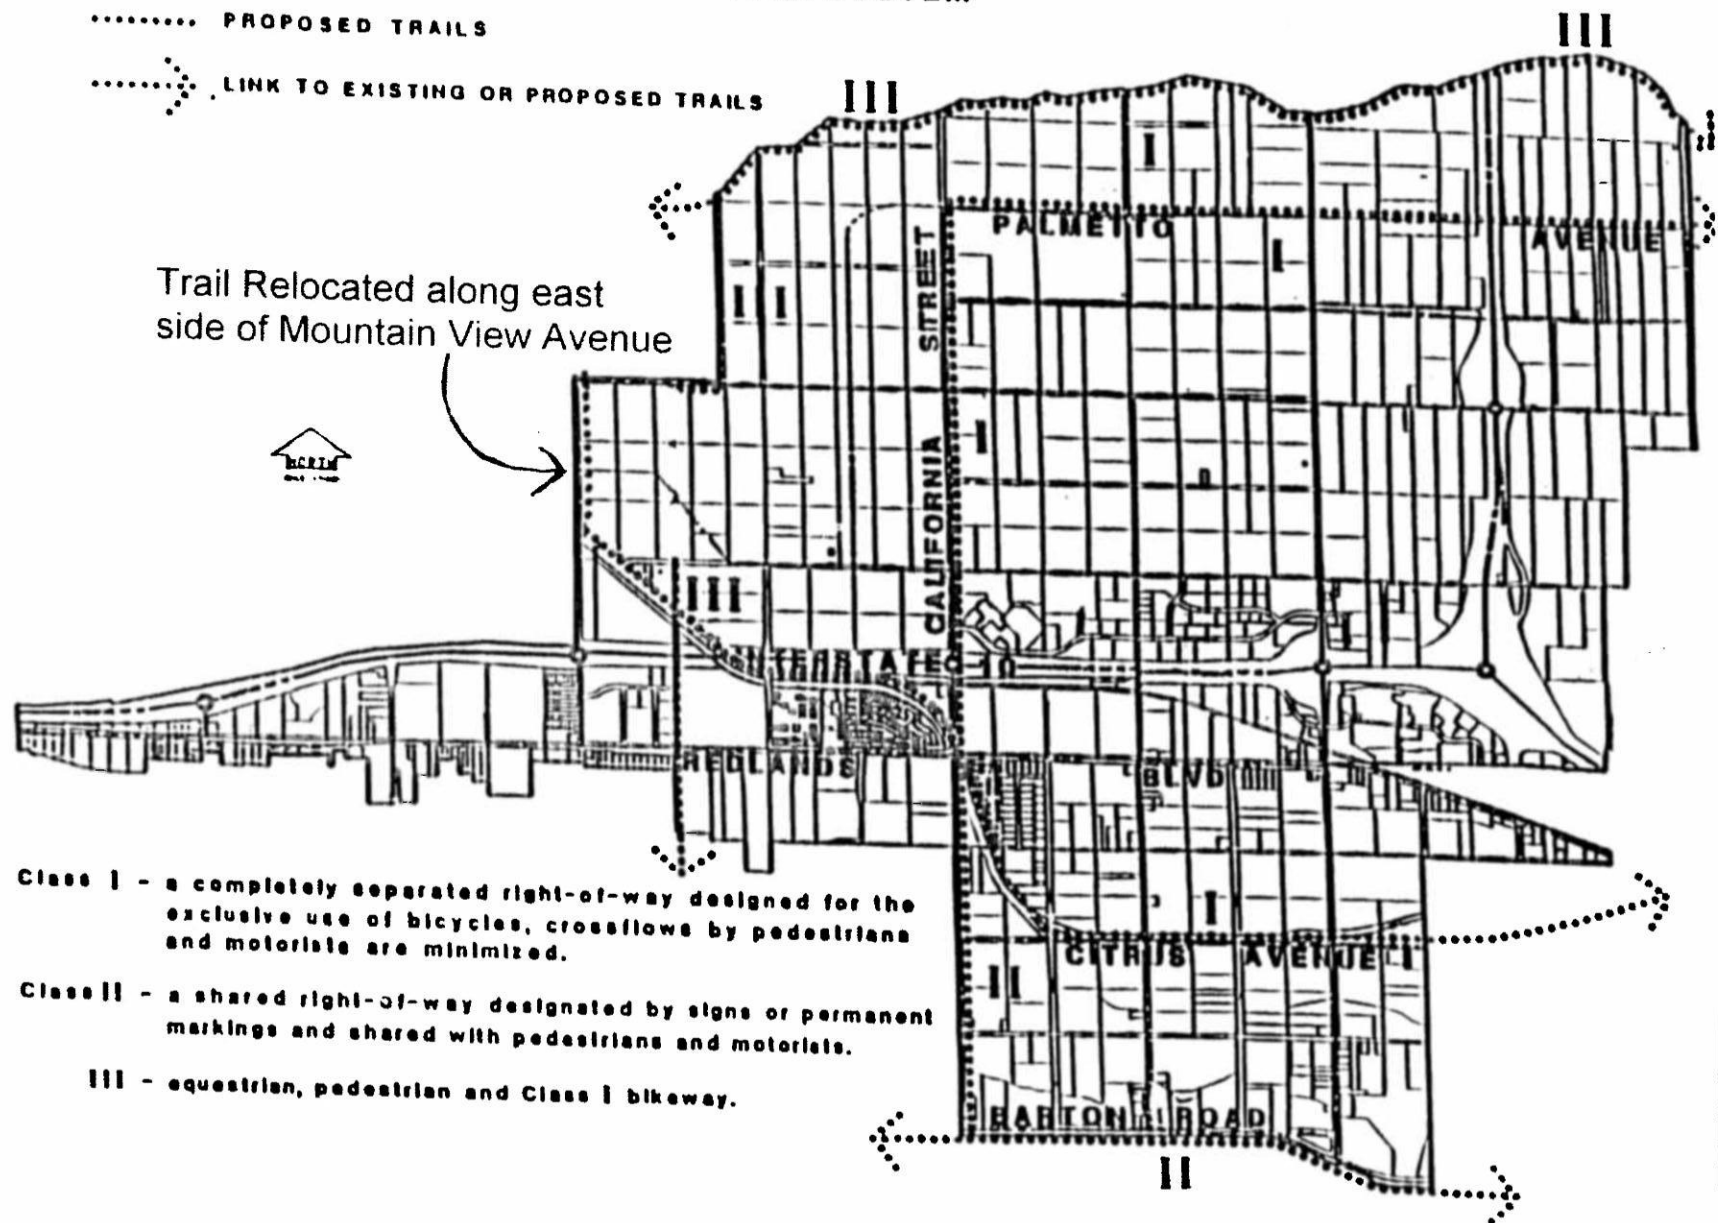 PROPOSED TRAILS
LINK TO EXISTING OR PROPOSED TRAILS
III
III
I
PALMETTO
AVENUE
I
STREET
III
Trail Relocated along east
side of Mountain View Avenue
NORTH
CALIFORNIA
I
III
INTERSTATE 10
REDLANDS
BLVD
I
CITRUS AVENUE
II
Class I - a completely separated right-of-way designed for the
exclusive use of bicycles, crossflows by pedestrians
and motorists are minimized.
Class II - a shared right-of-way designated by signs or permanent
markings and shared with pedestrians and motorists.
III - equestrian, pedestrian and Class I bikeway.
BARTON ROAD
II